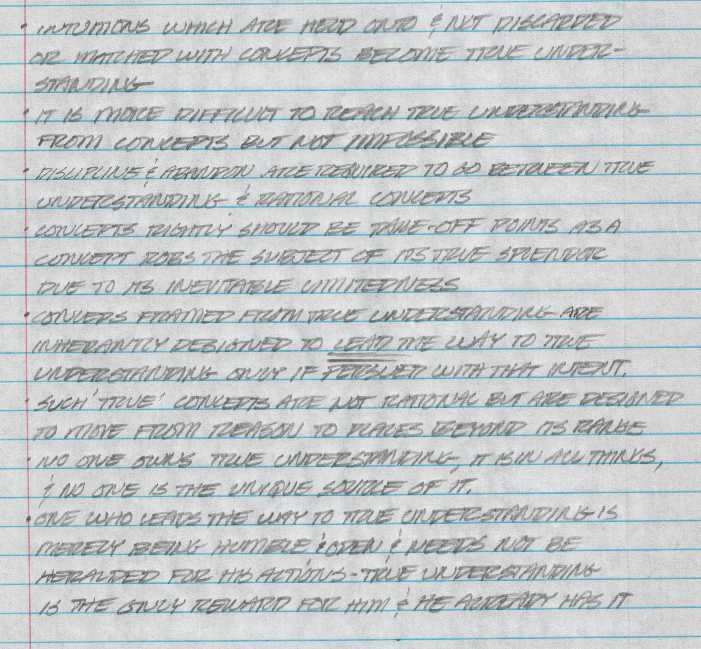 • INTUITIONS WHICH ARE HELD ONTO & NOT DISCARDED
OR MATCHED WITH CONCEPTS BECOME TRUE UNDER-
STANDING
• IT IS MORE DIFFICULT TO REACH TRUE UNDERSTANDING
FROM CONCEPTS BUT NOT IMPOSSIBLE
• DISCIPLINE & ABANDON ARE REQUIRED TO GO BETWEEN TRUE
UNDERSTANDING & RATIONAL CONCEPTS
• CONCEPTS RIGHTLY SHOULD BE TAKE-OFF POINTS AS A
CONCEPT ROBS THE SUBJECT OF ITS TRUE SPLENDOR
DUE TO ITS INEVITABLE LIMITEDNESS
• CONCEPS FRAMED FROM TRUE UNDERSTANDING ARE
INHERANTLY DESIGNED TO LEAD THE WAY TO TRUE
UNDERSTANDING ONLY IF PERSUED WITH THAT INTENT.
• SUCH 'TRUE' CONCEPTS ARE NOT RATIONAL BUT ARE DESIGNED
TO MOVE FROM REASON TO PLACES BEYOND ITS RANGE
• NO ONE OWNS TRUE UNDERSTANDING, IT IS IN ALL THINGS,
& NO ONE IS THE UNIQUE SOURCE OF IT.
• ONE WHO LEADS THE WAY TO TRUE UNDERSTANDING IS
MERELY BEING HUMBLE & OPEN & NEEDS NOT BE
HERALDED FOR HIS ACTIONS - TRUE UNDERSTANDING
IS THE ONLY REWARD FOR HIM & HE ALREADY HAS IT